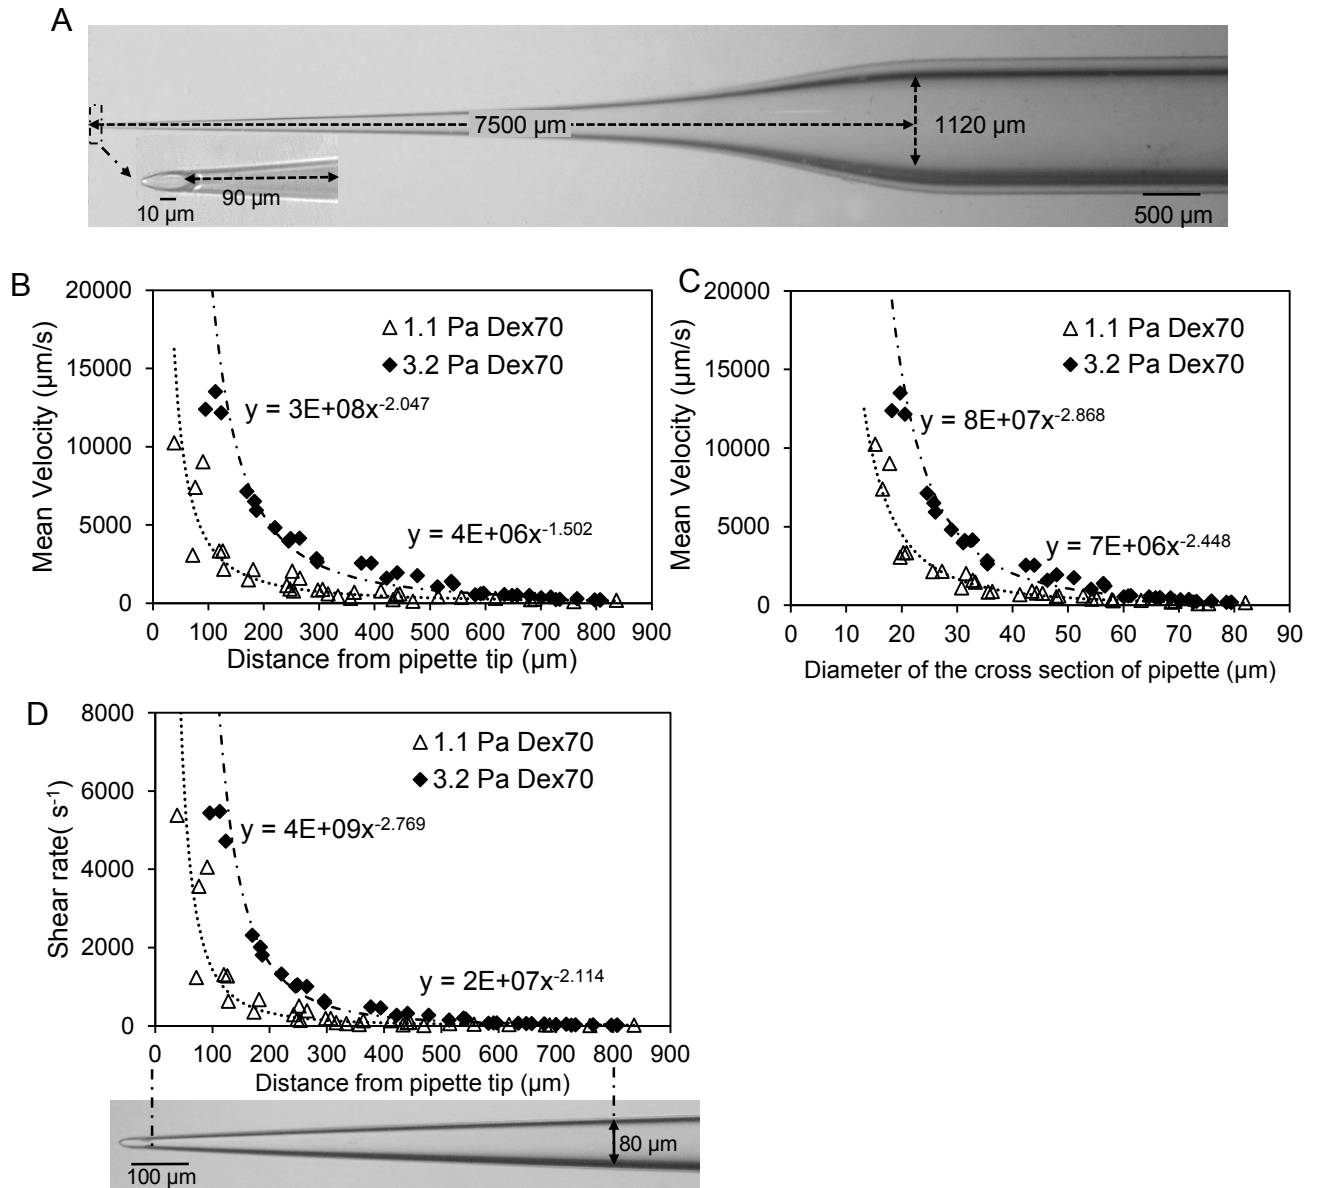 A
7500 µm
1120 µm
90 µm
10 µm
500 µm
B
20000
15000
10000
5000
0
Mean Velocity (µm/s)
1.1 Pa Dex70
3.2 Pa Dex70
y = 3E+08x^-2.047
y = 4E+06x^-1.502
0 100 200 300 400 500 600 700 800 900
Distance from pipette tip (µm)
C
20000
15000
10000
5000
0
Mean Velocity (µm/s)
1.1 Pa Dex70
3.2 Pa Dex70
y = 8E+07x^-2.868
y = 7E+06x^-2.448
0 10 20 30 40 50 60 70 80 90
Diameter of the cross section of pipette (µm)
D
8000
6000
4000
2000
0
Shear rate( s^-1)
1.1 Pa Dex70
3.2 Pa Dex70
y = 4E+09x^-2.769
y = 2E+07x^-2.114
0 100 200 300 400 500 600 700 800 900
Distance from pipette tip (µm)
80 µm
100 µm